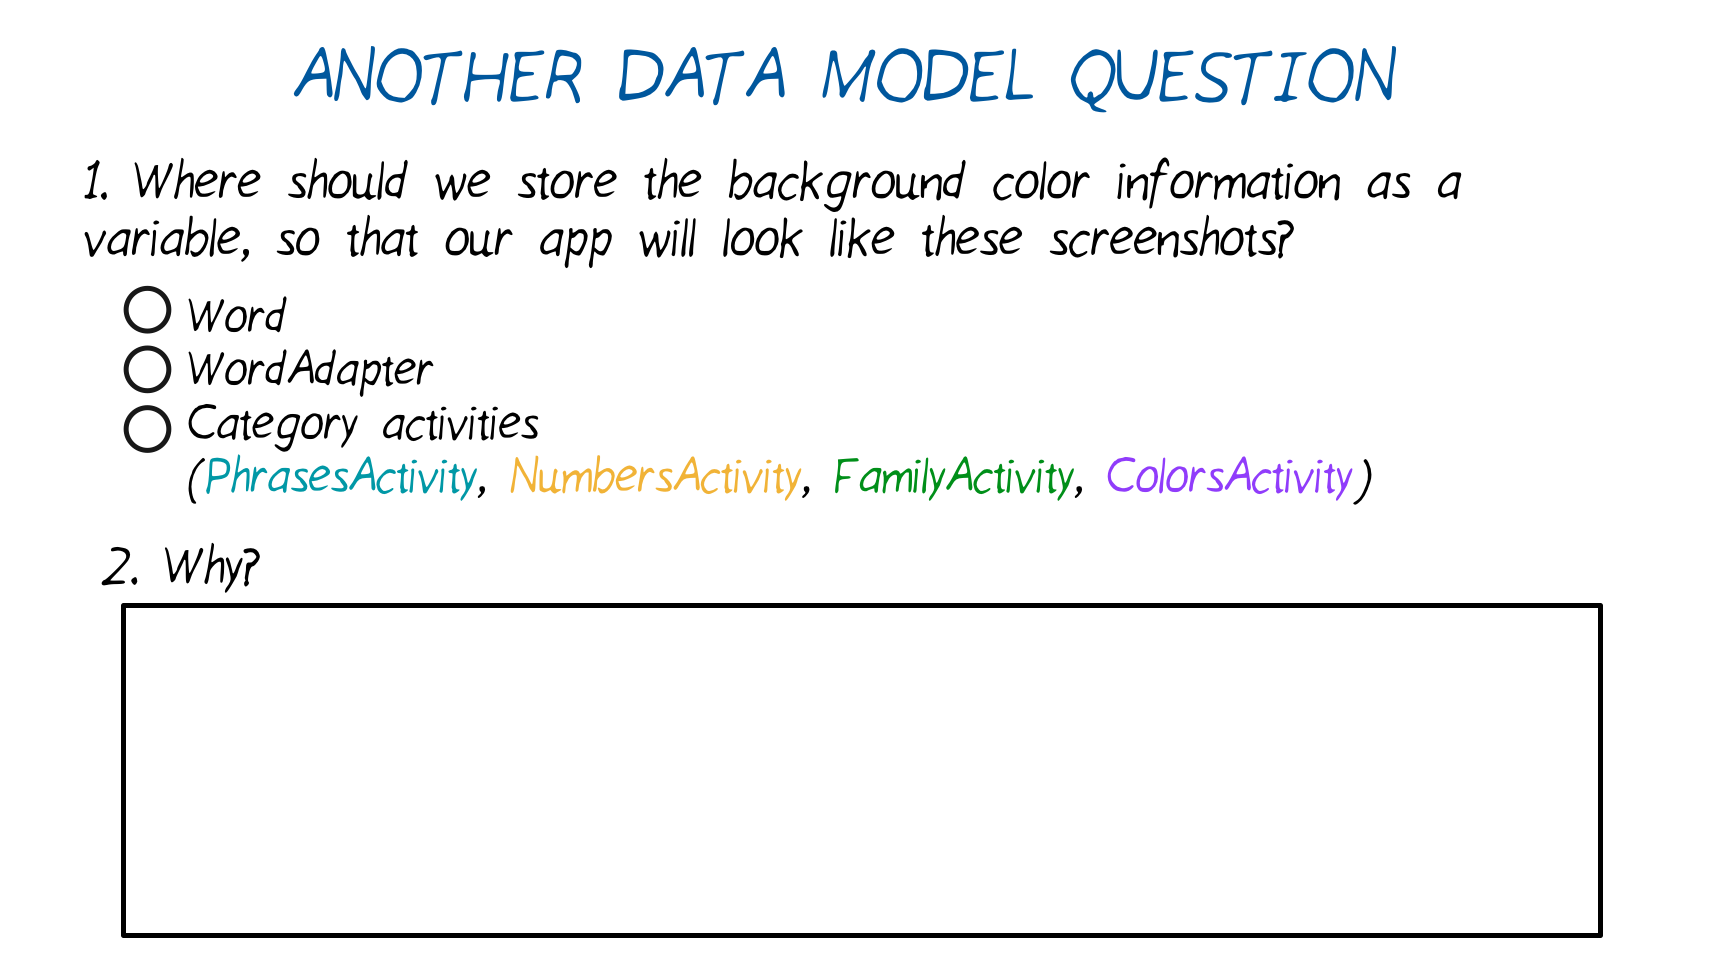 ANOTHER DATA MODEL QUESTION
1. Where should we store the background color information as a
variable, so that our app will look like these screenshots?
Word
WordAdapter
Category activities
(PhrasesActivity, NumbersActivity, FamilyActivity, ColorsActivity)
2. Why?